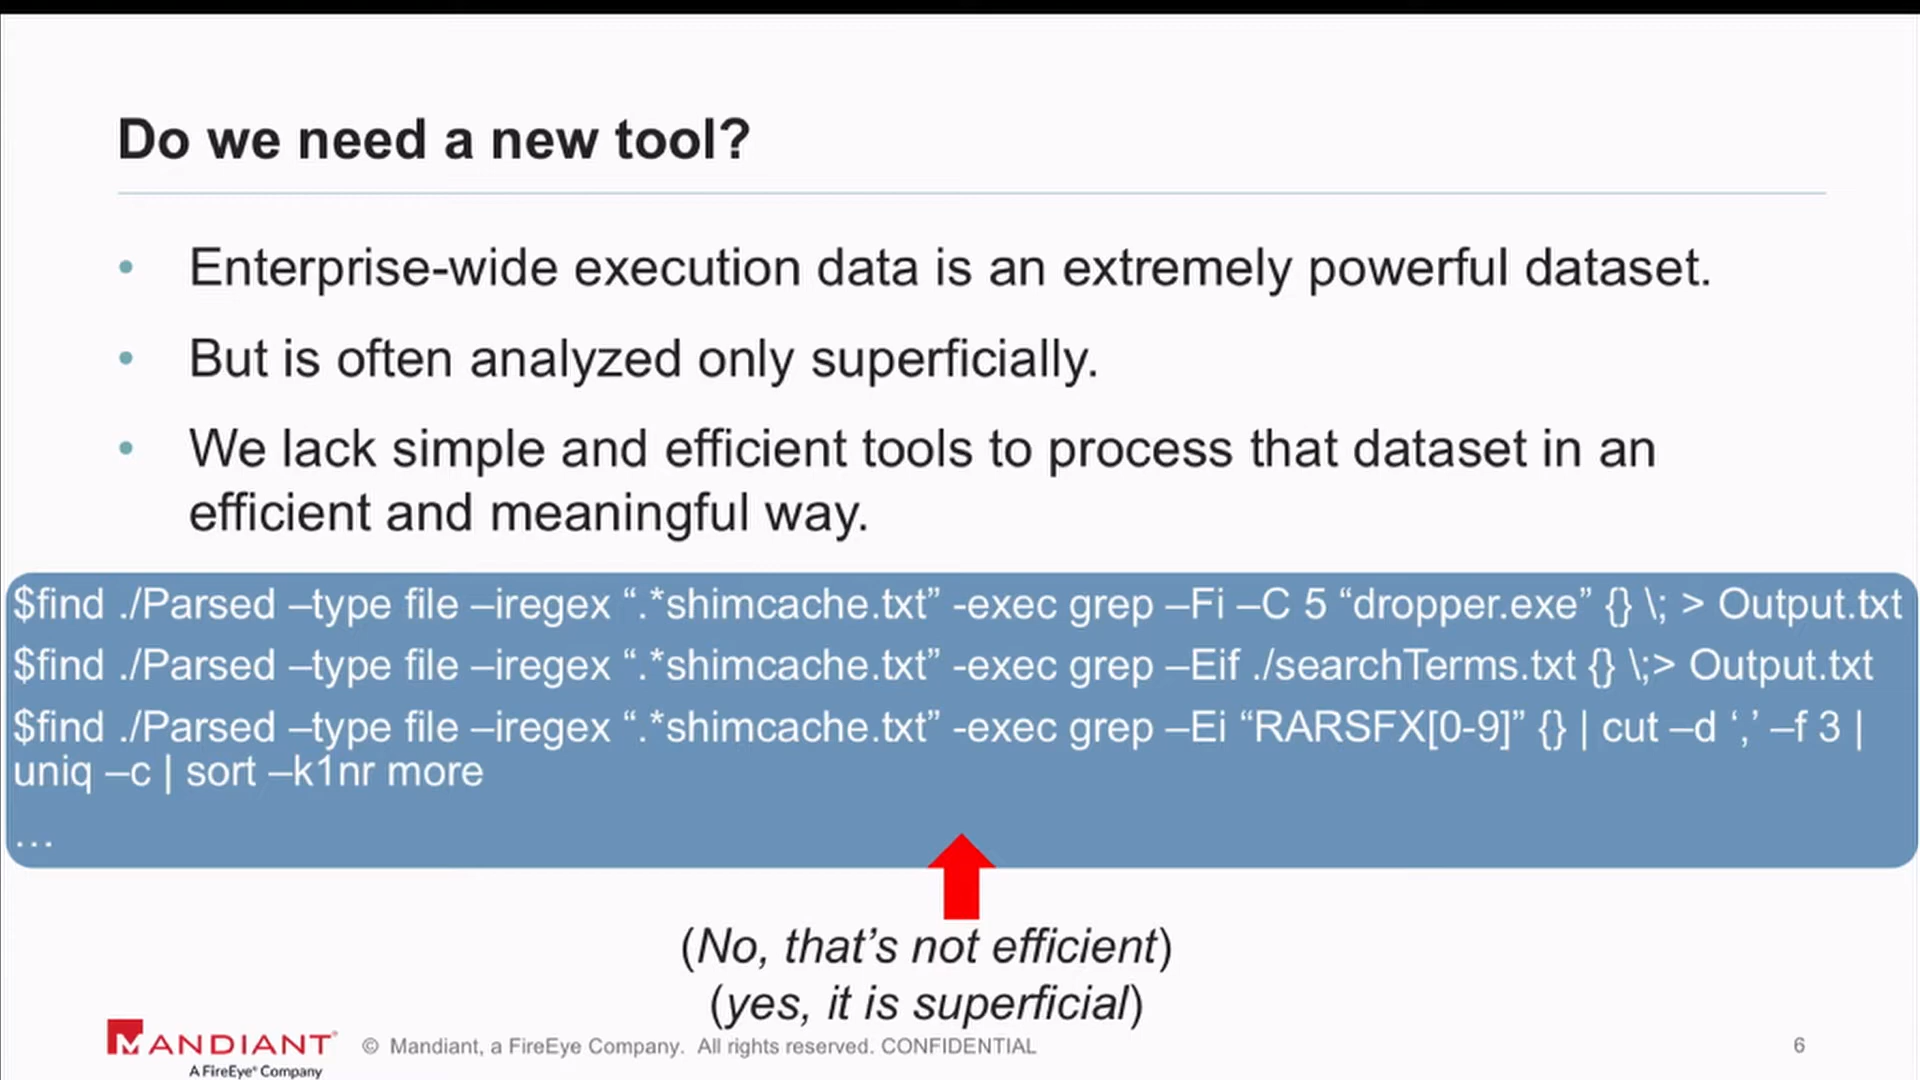 Do we need a new tool?
• Enterprise-wide execution data is an extremely powerful dataset.
• But is often analyzed only superficially.
• We lack simple and efficient tools to process that dataset in an
efficient and meaningful way.
$find ./Parsed –type file –iregex “.*shimcache.txt” -exec grep –Fi –C 5 “dropper.exe” {} \; > Output.txt
$find ./Parsed –type file –iregex “.*shimcache.txt” -exec grep –Eif ./searchTerms.txt {} \;> Output.txt
$find ./Parsed –type file –iregex “.*shimcache.txt” -exec grep –Ei “RARSFX[0-9]” {} | cut –d ‘,’ –f 3 |
uniq –c | sort –k1nr more
…
(No, that’s not efficient)
(yes, it is superficial)
MANDIANT®
A FireEye® Company
© Mandiant, a FireEye Company. All rights reserved. CONFIDENTIAL
6